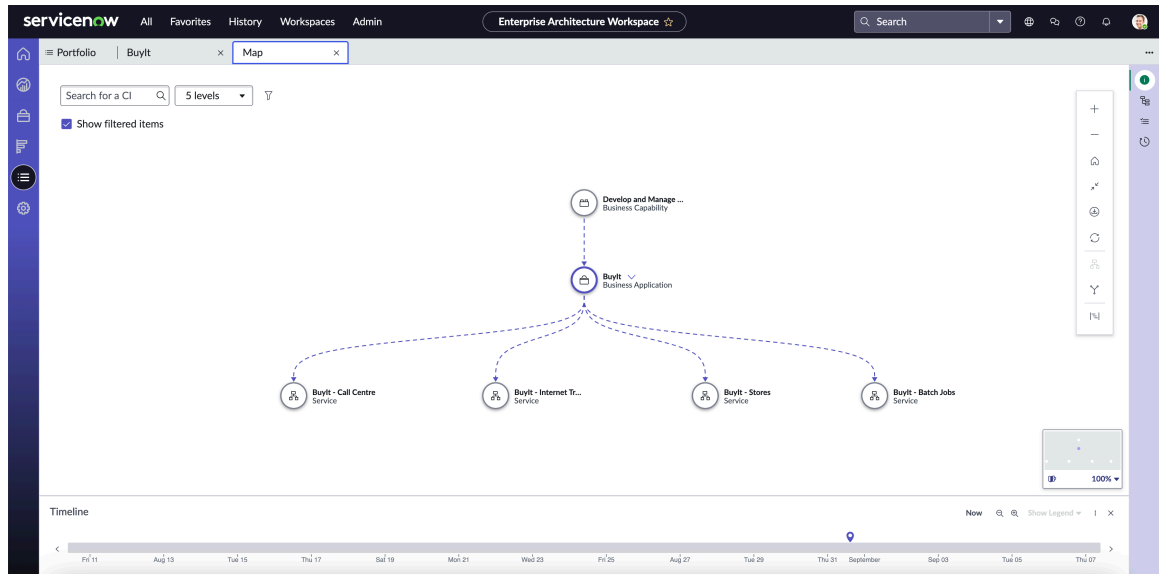 servicenow All Favorites History Workspaces Admin Enterprise Architecture Workspace Search
Portfolio BuyIt Map
Search for a CI 5 levels
Show filtered items
Develop and Manage ...
Business Capability
BuyIt
Business Application
BuyIt - Call Centre
Service
BuyIt - Internet Tr...
Service
BuyIt - Stores
Service
BuyIt - Batch Jobs
Service
100%
Timeline Now Show Legend
Fri 11 Aug 13 Tue 15 Thu 17 Sat 19 Mon 21 Wed 23 Fri 25 Aug 27 Tue 29 Thu 31 September Sep 03 Tue 05 Thu 07